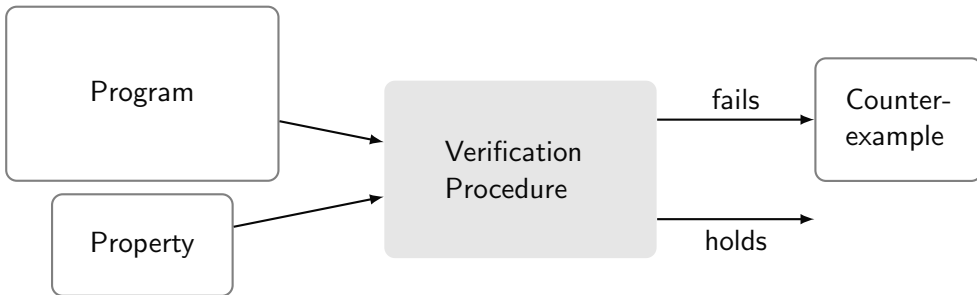 Program
Property
Verification
Procedure
fails
holds
Counter-
example